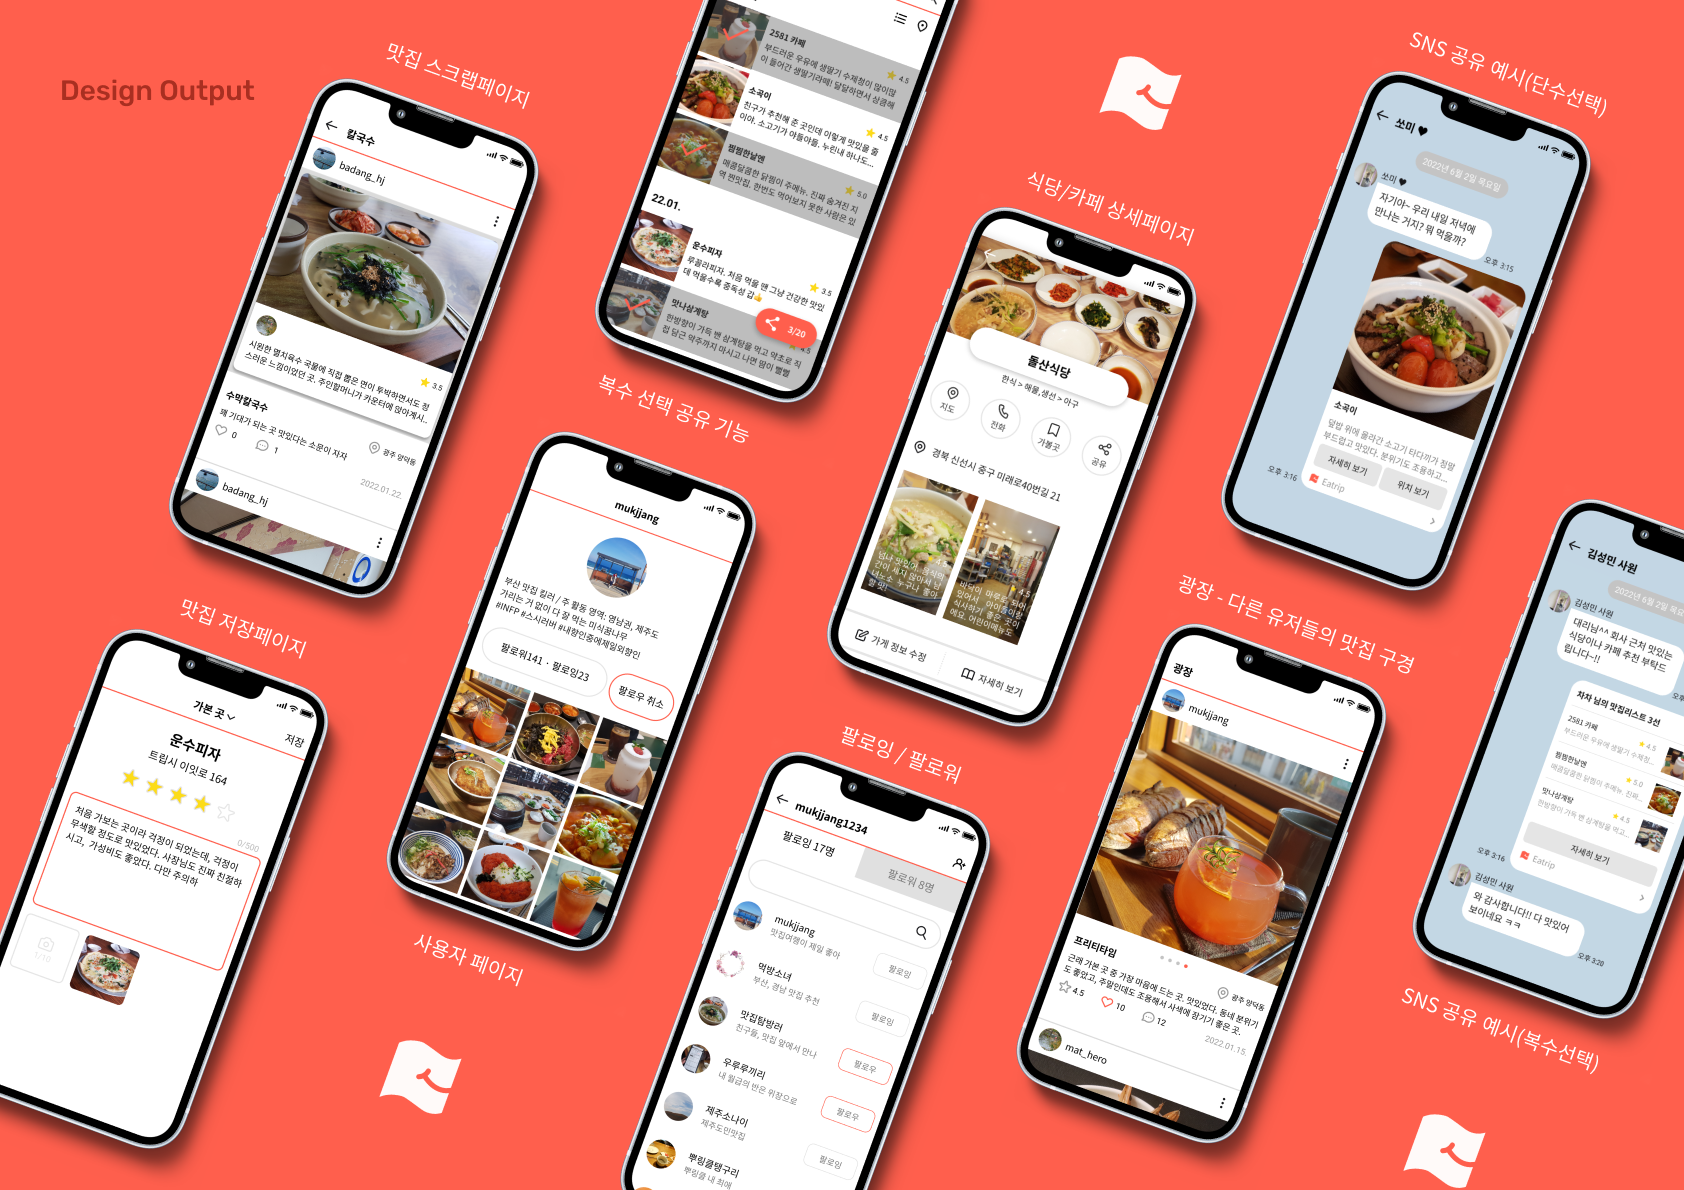 Design Output
맛집 스크랩페이지
칼국수
badang_hj
3.5
시원한 멸치육수 국물에 직접 뽑은 면이 투박하면서도 정
스러운 느낌이었던 곳. 주인할머니가 카운터에 앉아계시...
수막칼국수
꽤 기대가 되는 곳 맛있다는 소문이 자자
0
1
광주 양덕동
2022.01.22.
badang_hj
2581 카페
부드러운 우유에 생딸기 수제청이 많이많
이 들어간 생딸기라떼! 달달하면서 상큼해
4.5
소곡이
친구가 추천해 준 곳인데 이렇게 맛있을 줄
이야. 소고기가 야들야들. 누린내 하나도...
4.5
찜찜한날엔
매콤달콤한 닭찜이 주메뉴. 진짜 숨겨진 지
역 찐맛집. 한번도 먹어보지 못한 사람은 있
5.0
22.01.
운수피자
루꼴라피자. 처음 먹을 땐 그냥 건강한 맛있
데 먹을수록 중독성 갑👍
3.5
맛나삼계탕
한방향이 가득 밴 삼계탕을 먹고 약초로 직
접 담근 약주까지 마시고 나면 땀이 뻘뻘
4.5
3/20
복수 선택 공유 기능
식당/카페 상세페이지
돌산식당
한식 > 해물,생선 > 아구
지도
전화
가볼곳
공유
경북 신선시 중구 미래로40번길 21
가게 정보 수정
자세히 보기
SNS 공유 예시(단수선택)
쏘미 ♥
2022년 6월 2일 목요일
쏘미 ♥
자기야~ 우리 내일 저녁에
만나는 거지? 뭐 먹을까?
오후 3:15
소곡이
덮밥 위에 올라간 소고기 타다끼가 정말
부드럽고 맛있다. 분위기도 조용하고...
자세히 보기
위치 보기
오후 3:16
Eatrip
맛집 저장페이지
가본 곳
저장
운수피자
트립시 이잇로 164
0/500
처음 가보는 곳이라 걱정이 되었는데, 걱정이
무색할 정도로 맛있었다. 사장님도 진짜 친절하
시고, 가성비도 좋았다. 다만 주의하
1/10
mukjjang
부산 맛집 킬러 / 주 활동 영역: 영남권, 제주도
가리는 거 없이 다 잘 먹는 미식꿈나무
#INFP #스시러버 #내향인중에제일외향인
팔로워141 · 팔로잉23
팔로우 취소
사용자 페이지
팔로잉 / 팔로워
mukjjang1234
팔로잉 17명
팔로워 8명
mukjjang
맛집여행이 제일 좋아
팔로잉
먹방소녀
부산, 경남 맛집 추천
팔로잉
맛집탐방러
친구들, 맛집 앞에서 만나
팔로우
우루루끼리
내 월급의 반은 위장으로
팔로우
제주소나이
제주도민맛집
팔로잉
뿌링클탱구리
뿌링클 내 최애
광장 - 다른 유저들의 맛집 구경
광장
mukjjang
프리티타임
광주 양덕동
근래 가본 곳 중 가장 마음에 드는 곳. 맛있었다. 동네 분위기
도 좋았고, 주말인데도 조용해서 사색에 잠기기 좋은 곳.
4.5
10
12
2022.01.15.
mat_hero
김성민 사원
2022년 6월 2일 목요
김성민 사원
대리님^^ 회사 근처 맛있는
식당이나 카페 추천 부탁드
립니다~!!
차차 님의 맛집리스트 3선
2581 카페
4.5
부드러운 우유에 생딸기 수제청...
찜찜한날엔
5.0
매콤달콤한 닭찜이 주메뉴. 진짜...
맛나삼계탕
4.5
한방향이 가득 밴 삼계탕을 먹고...
자세히 보기
오후 3:16
Eatrip
김성민 사원
와 감사합니다!! 다 맛있어
보이네요 ㅋㅋ
오후 3:20
SNS 공유 예시(복수선택)